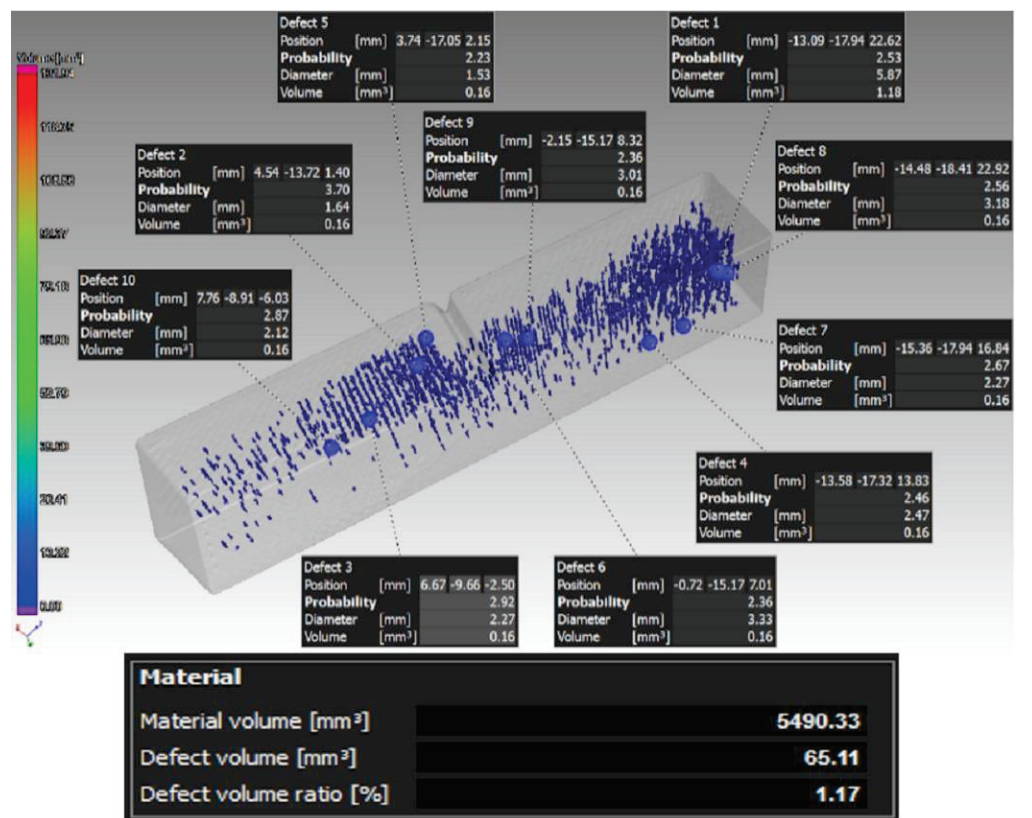 Defect 5
Position [mm] 3.74 -17.05 2.15
Probability 2.23
Diameter [mm] 1.53
Volume [mm³] 0.16
Defect 1
Position [mm] -13.09 -17.94 22.62
Probability 2.53
Diameter [mm] 5.87
Volume [mm³] 1.18
Defect 9
Position [mm] -2.15 -15.17 8.32
Probability 2.36
Diameter [mm] 3.01
Volume [mm³] 0.16
Defect 2
Position [mm] 4.54 -13.72 1.40
Probability 3.70
Diameter [mm] 1.64
Volume [mm³] 0.16
Defect 8
Position [mm] -14.48 -18.41 22.92
Probability 2.56
Diameter [mm] 3.18
Volume [mm³] 0.16
Defect 10
Position [mm] 7.76 -8.91 -6.03
Probability 2.87
Diameter [mm] 2.12
Volume [mm³] 0.16
Defect 7
Position [mm] -15.36 -17.94 16.84
Probability 2.67
Diameter [mm] 2.27
Volume [mm³] 0.16
Defect 4
Position [mm] -13.58 -17.32 13.83
Probability 2.46
Diameter [mm] 2.47
Volume [mm³] 0.16
Defect 3
Position [mm] 6.67 -9.66 -2.50
Probability 2.92
Diameter [mm] 2.27
Volume [mm³] 0.16
Defect 6
Position [mm] -0.72 -15.17 7.01
Probability 2.36
Diameter [mm] 3.33
Volume [mm³] 0.16
Material
Material volume [mm³] 5490.33
Defect volume [mm³] 65.11
Defect volume ratio [%] 1.17